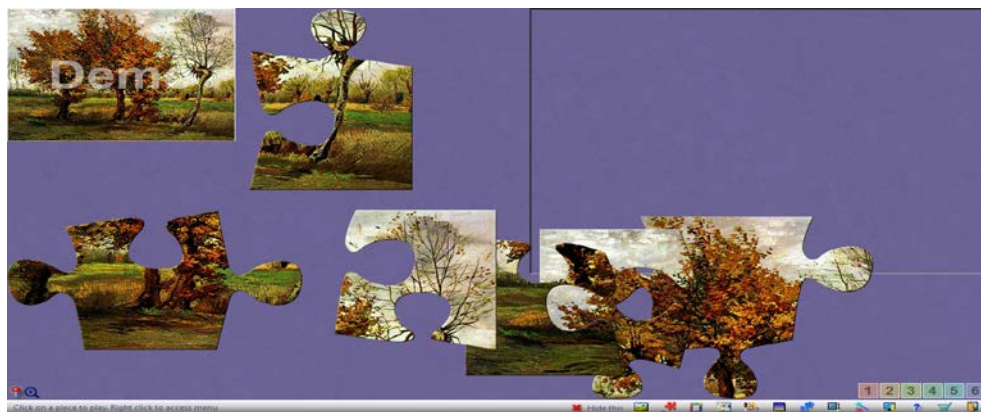 Dem
1 2 3 4 5 6
Click on a piece to play. Right click to access menu
Hide this
?